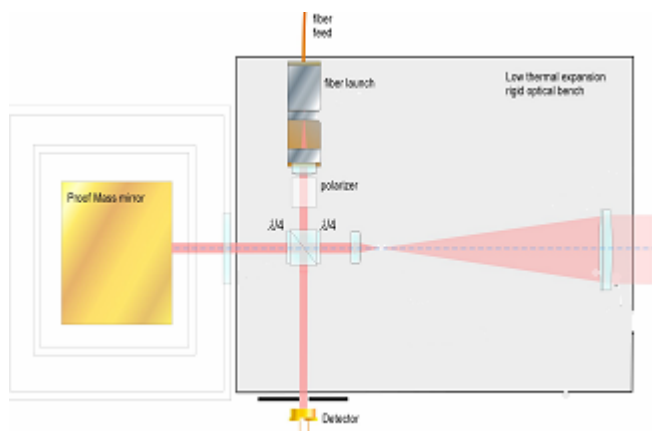 fiber
feed
fiber launch
Low thermal expansion
rigid optical bench
polarizer
Proof Mass mirror
λ/4
λ/4
Detector